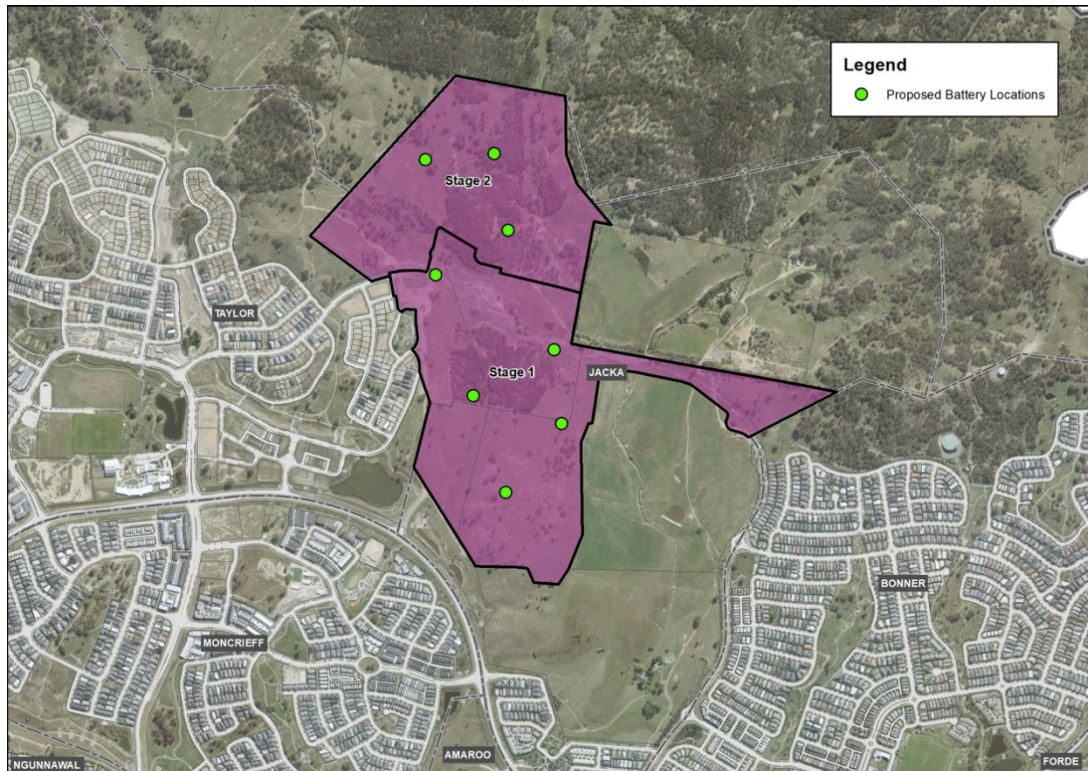 Legend
Proposed Battery Locations
Stage 2
TAYLOR
Stage 1
JACKA
BONNER
MONCRIEFF
AMAROO
NGUNNAWAL
FORDE